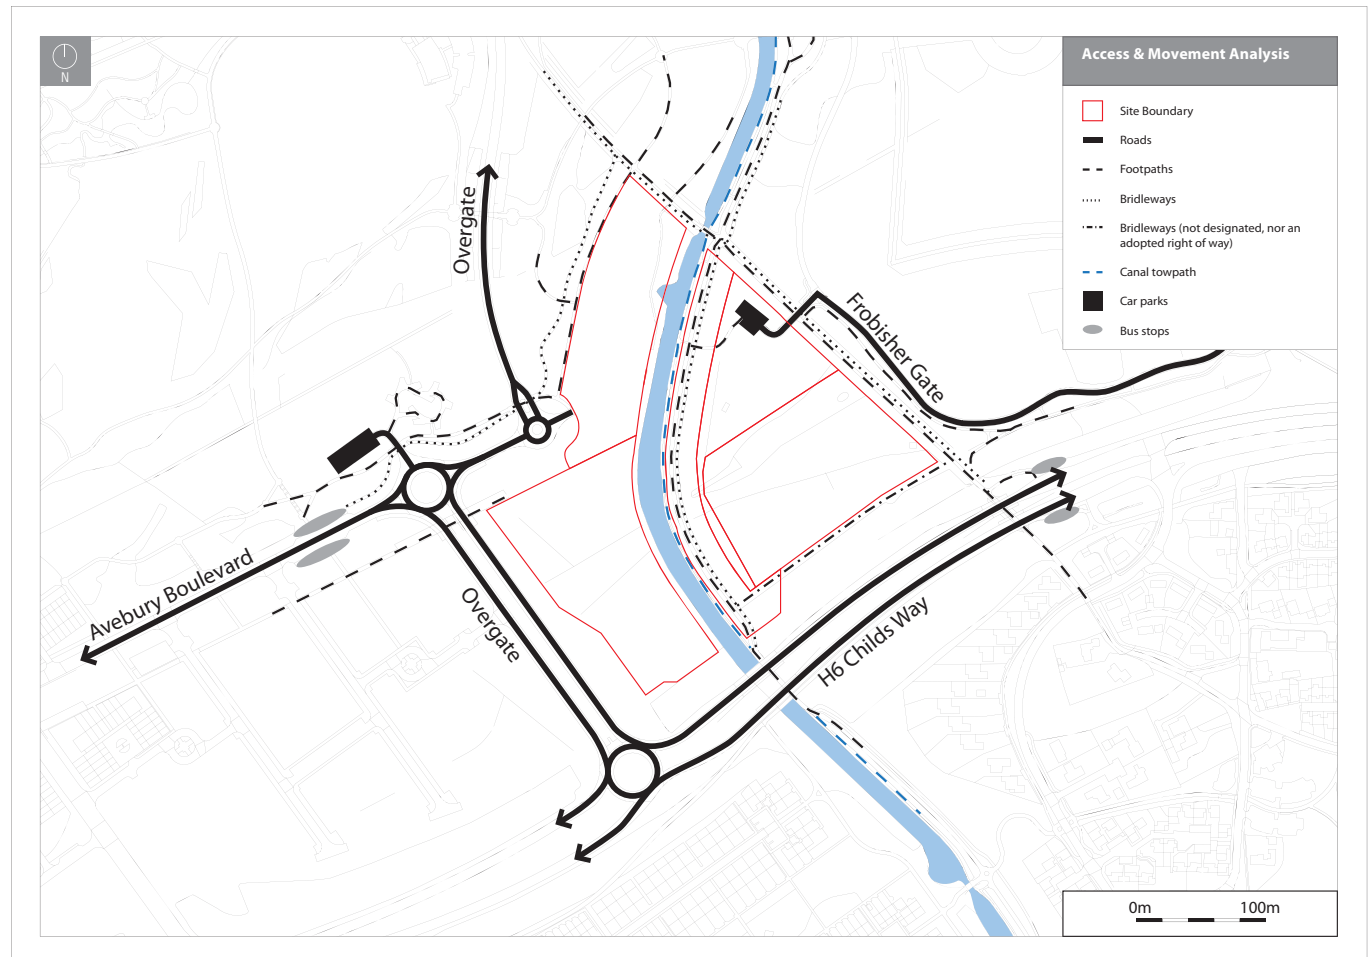 N
Access & Movement Analysis
Site Boundary
Roads
Footpaths
Bridleways
Bridleways (not designated, nor an
adopted right of way)
Canal towpath
Car parks
Bus stops
Overgate
Frobisher Gate
Avebury Boulevard
Overgate
H6 Childs Way
0m
100m